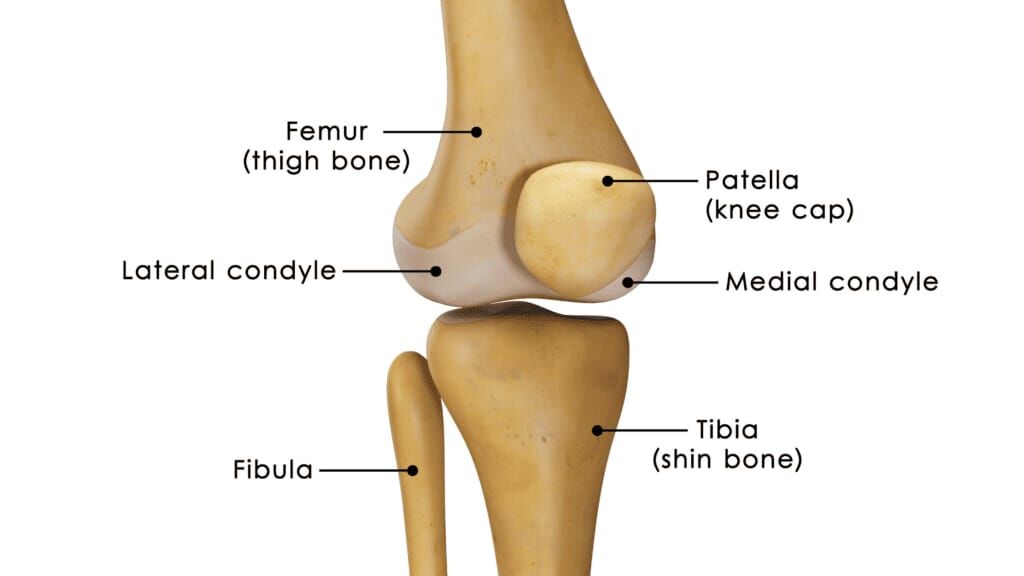 Femur
(thigh bone)
Patella
(knee cap)
Lateral condyle
Medial condyle
Tibia
(shin bone)
Fibula